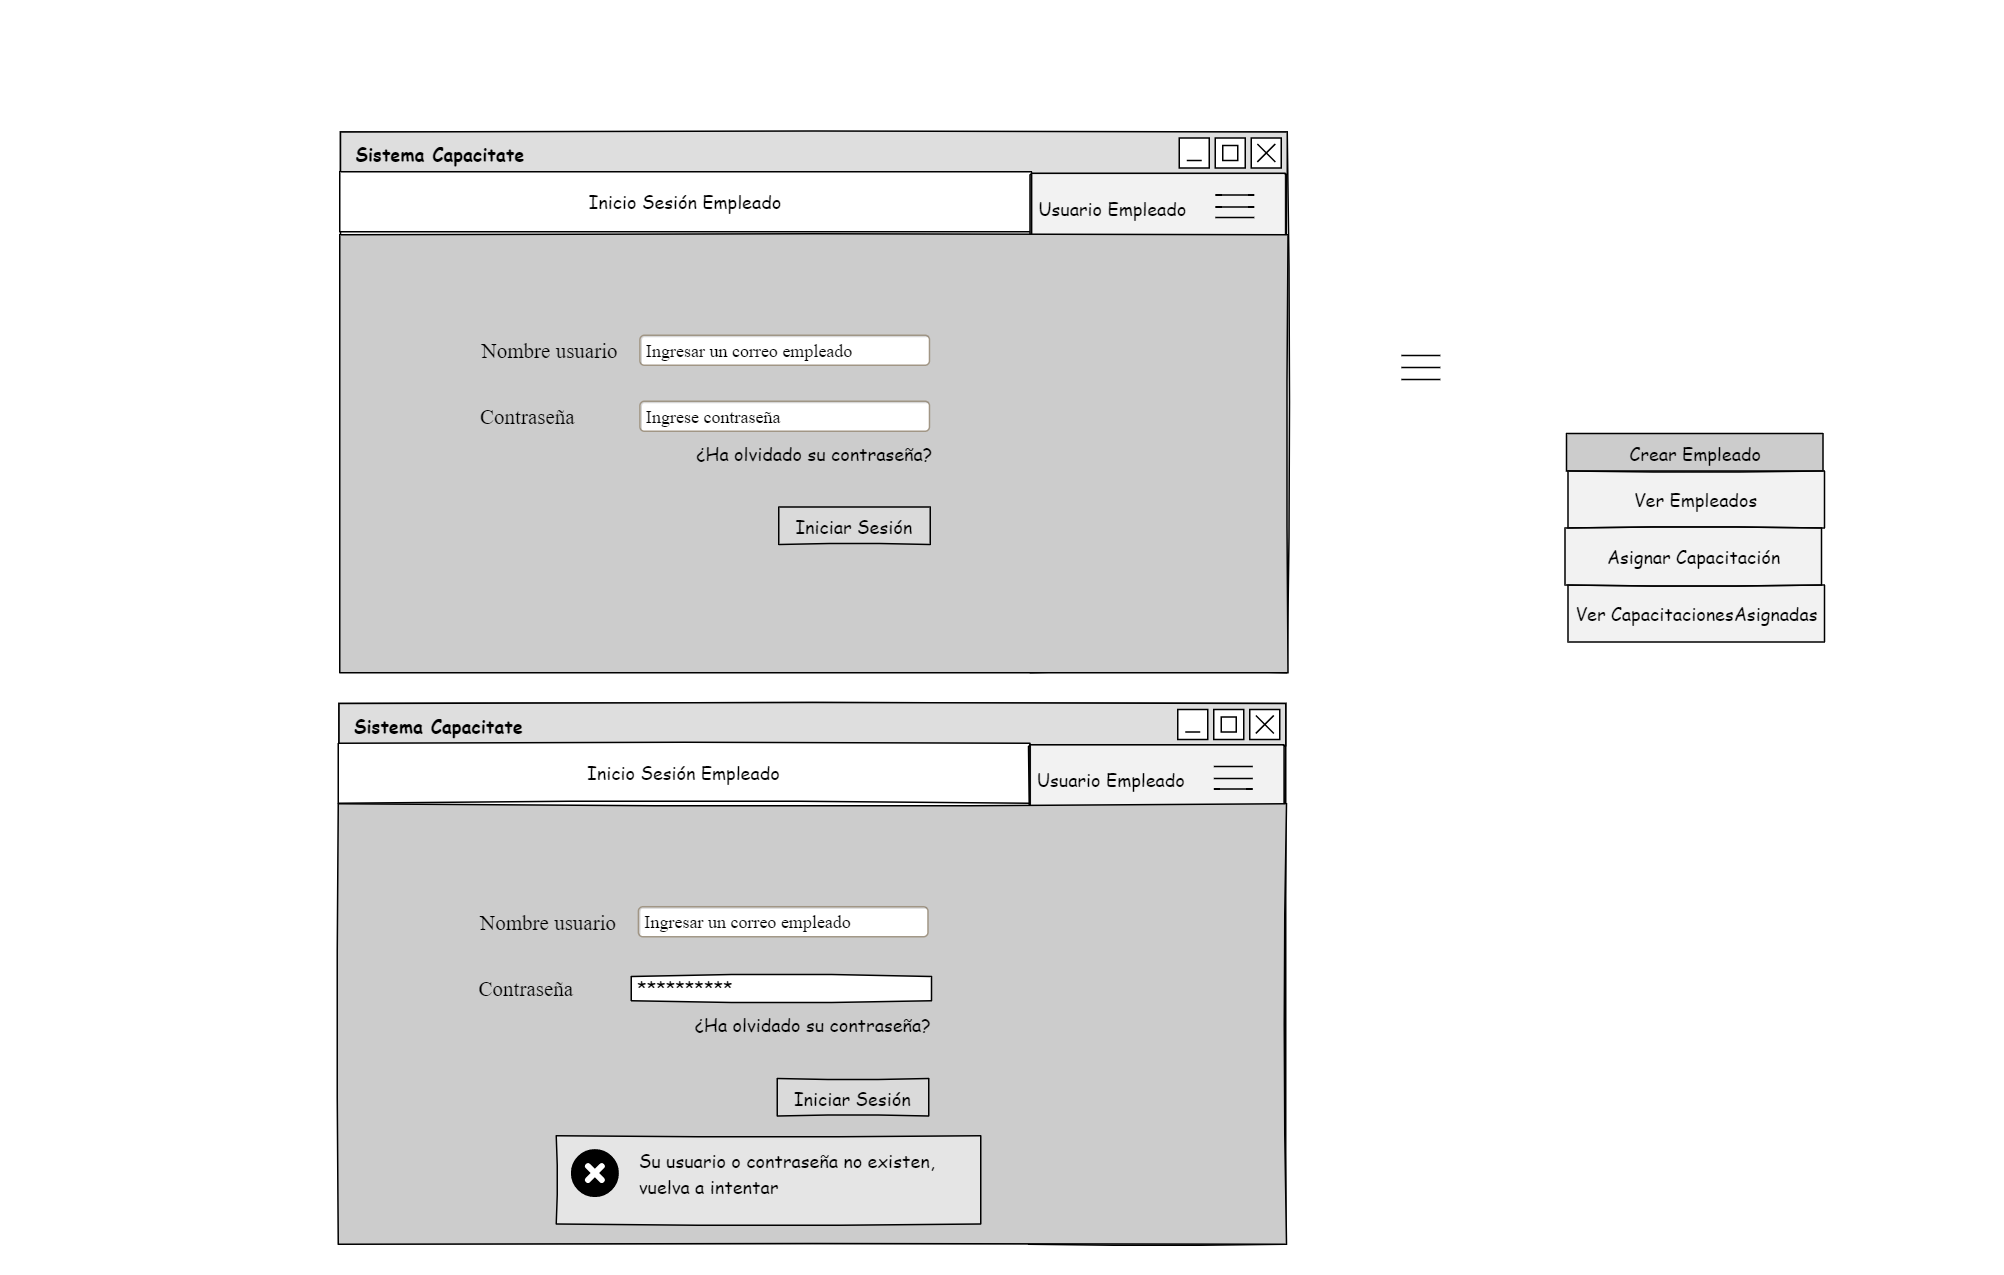 Sistema Capacitate
Inicio Sesión Empleado
Usuario Empleado
Nombre usuario
Ingresar un correo empleado
Contraseña
Ingrese contraseña
¿Ha olvidado su contraseña?
Iniciar Sesión
Crear Empleado
Ver Empleados
Asignar Capacitación
Ver CapacitacionesAsignadas
Sistema Capacitate
Inicio Sesión Empleado
Usuario Empleado
Nombre usuario
Ingresar un correo empleado
Contraseña
**********
¿Ha olvidado su contraseña?
Iniciar Sesión
Su usuario o contraseña no existen,
vuelva a intentar